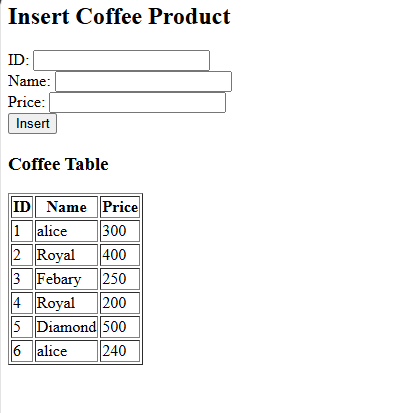 Insert Coffee Product
ID:
Name:
Price:
Insert
Coffee Table
ID Name Price
1 alice 300
2 Royal 400
3 Febary 250
4 Royal 200
5 Diamond 500
6 alice 240